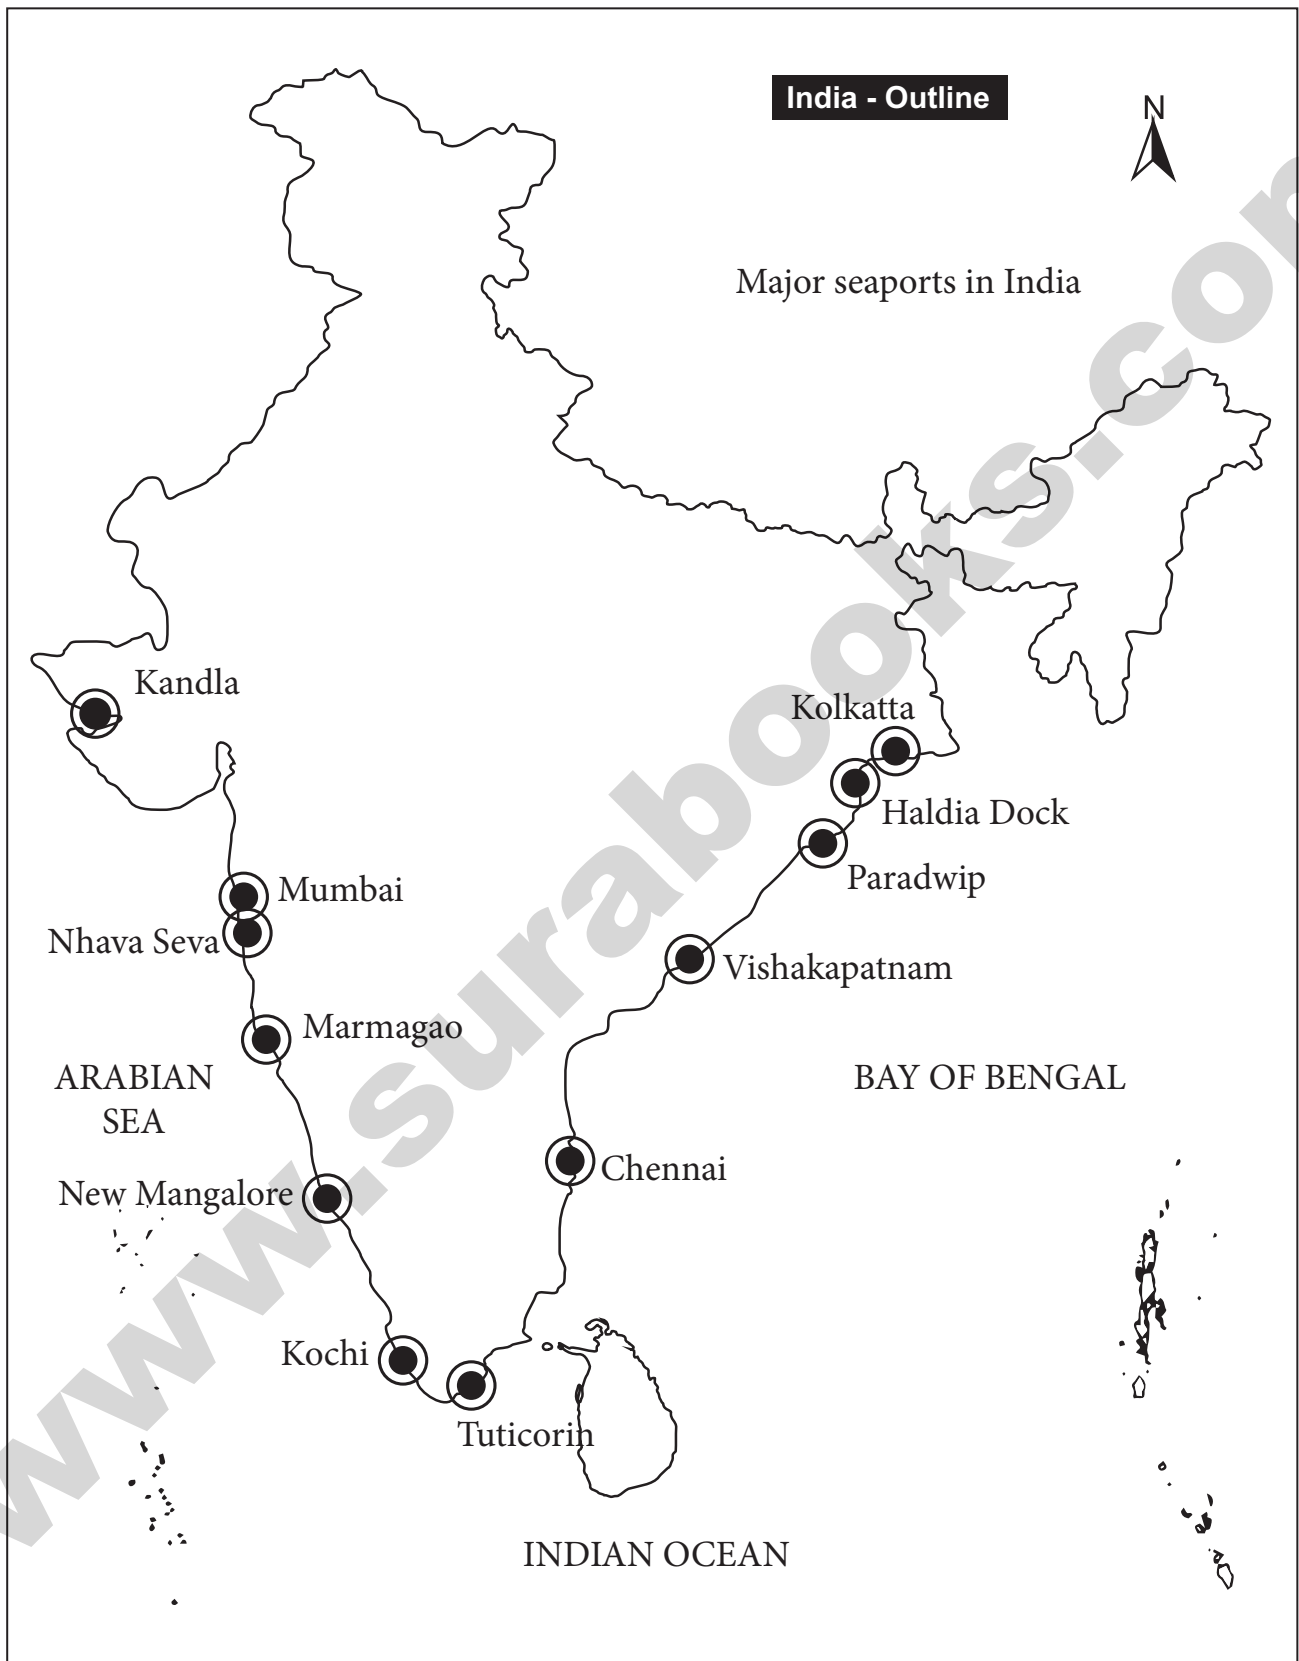 India - Outline
N
Major seaports in India
Kandla
Kolkatta
Haldia Dock
Paradwip
Mumbai
Nhava Seva
Vishakapatnam
Marmagao
ARABIAN
SEA
BAY OF BENGAL
Chennai
New Mangalore
Kochi
Tuticorin
INDIAN OCEAN
www.surabooks.com